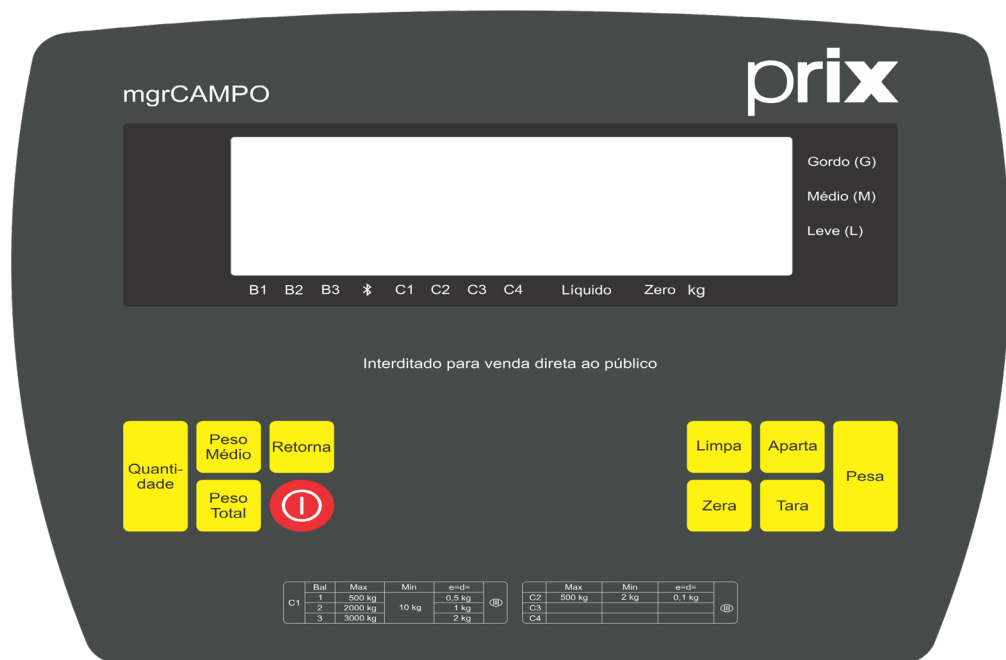 prix
mgrCAMPO
Gordo (G)
Médio (M)
Leve (L)
B1 B2 B3 C1 C2 C3 C4 Líquido Zero kg
Interditado para venda direta ao público
Quanti-
dade
Peso
Médio
Peso
Total
Retorna
Limpa
Aparta
Zera
Tara
Pesa
C1
Bal Max Min e=d=
1 500 kg 0,5 kg
2 2000 kg 10 kg 1 kg
3 3000 kg 2 kg
III
Max Min e=d=
C2 500 kg 2 kg 0,1 kg
C3
C4
III